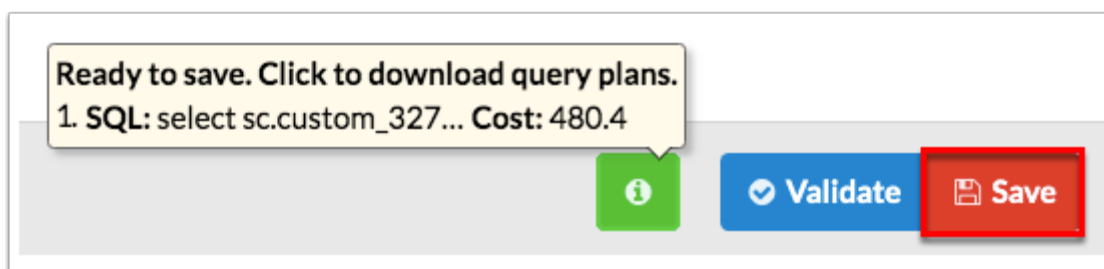 Ready to save. Click to download query plans.
1. SQL: select sc.custom_327... Cost: 480.4
Validate
Save